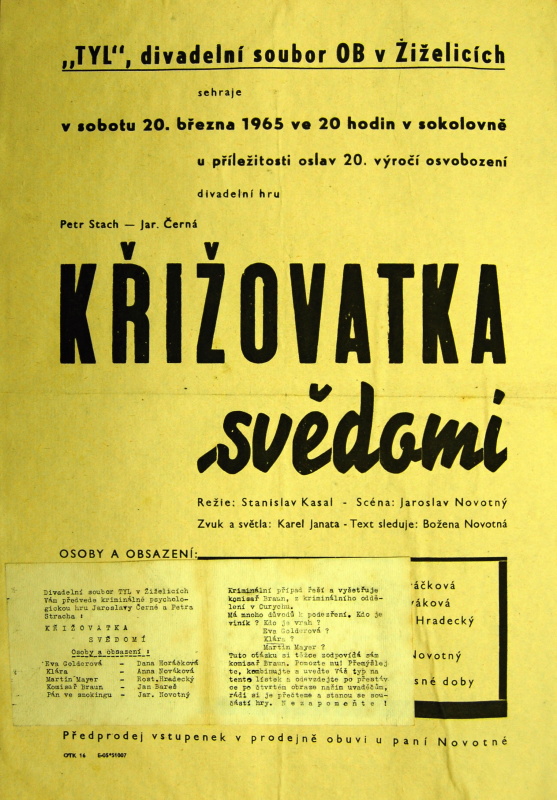 „TYL“, divadelní soubor OB v Žiželicích
sehraje
v sobotu 20. března 1965 ve 20 hodin v sokolovně
u příležitosti oslav 20. výročí osvobození
divadelní hru
Petr Stach — Jar. Černá
KŘIŽOVATKA
svědomí
Režie: Stanislav Kasal - Scéna: Jaroslav Novotný
Zvuk a světla: Karel Janata - Text sleduje: Božena Novotná
OSOBY A OBSAZENÍ:
Divadelní soubor TYL v Žiželicích
Vám předvede kriminálně psycholo-
gickou hru Jaroslavy Černé a Petra
Stracha :
KŘIŽOVATKA
SVĚDOMÍ
Osoby a obsazení :
Eva Golderová – Dana Horáčková
Klára – Anna Nováková
Martin Mayer – Rost.Hradecký
Komisař Braun – Jan Bareš
Pán ve smokingu – Jar. Novotný
Kriminální případ řeší a vyšetřuje
komisař Braun, z kriminálního oddě-
lení v Curychu.
Má mnoho důvodů k podezření. Kdo je
viník ? Kdo je vrah ?
Eva Golderová ?
Klára ?
Martin Mayer ?
Tuto otázku si těžce zodpovídá sám
komisař Braun. Pomozte mu! Přemýšlej
te, kombinujte a uveďte Váš typ na
tento lístek a odevzdejte po přestáv
ce po čtvrtém obraze našim uvaděčům,
rádi si je přečteme a stanou se sou-
částí hry. Nezapomeňte !
ráčková
váková
Hradecký
Novotný
sné doby
Předprodej vstupenek v prodejně obuvi u paní Novotné
OTK 16